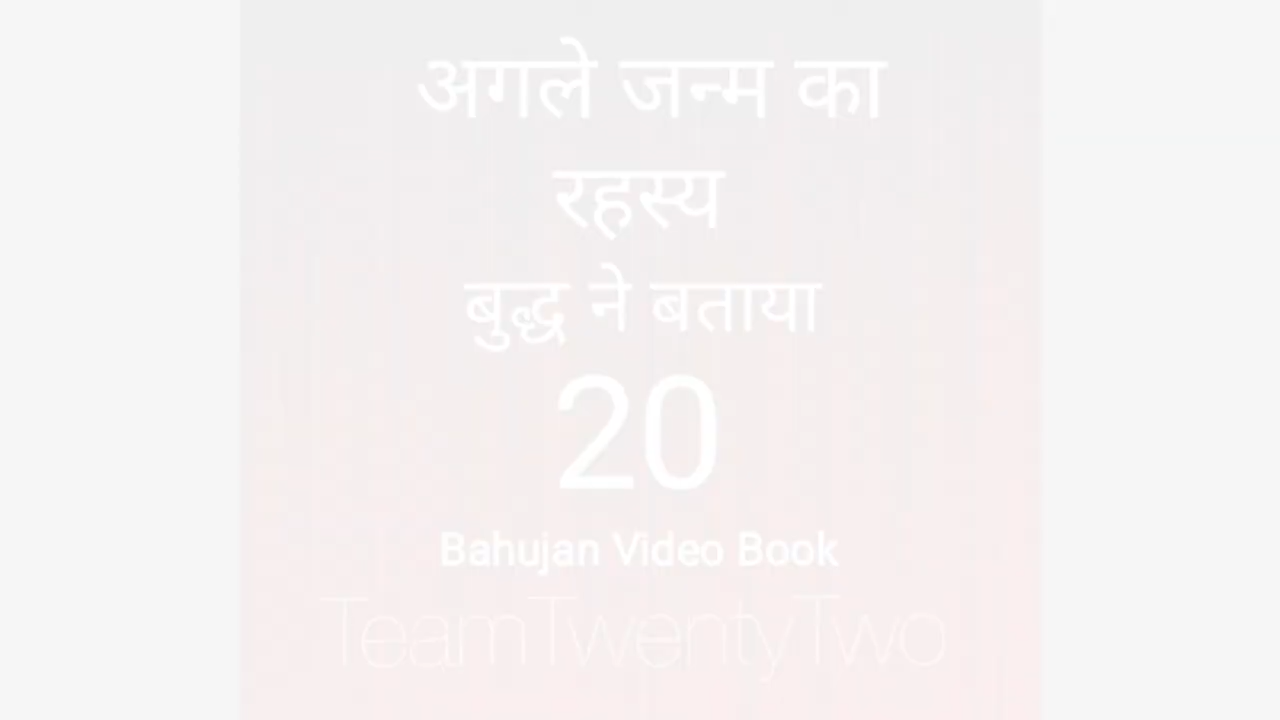 अगले जन्म का
रहस्य
बुद्ध ने बताया
20
Bahujan Video Book
TeamTwentyTwo